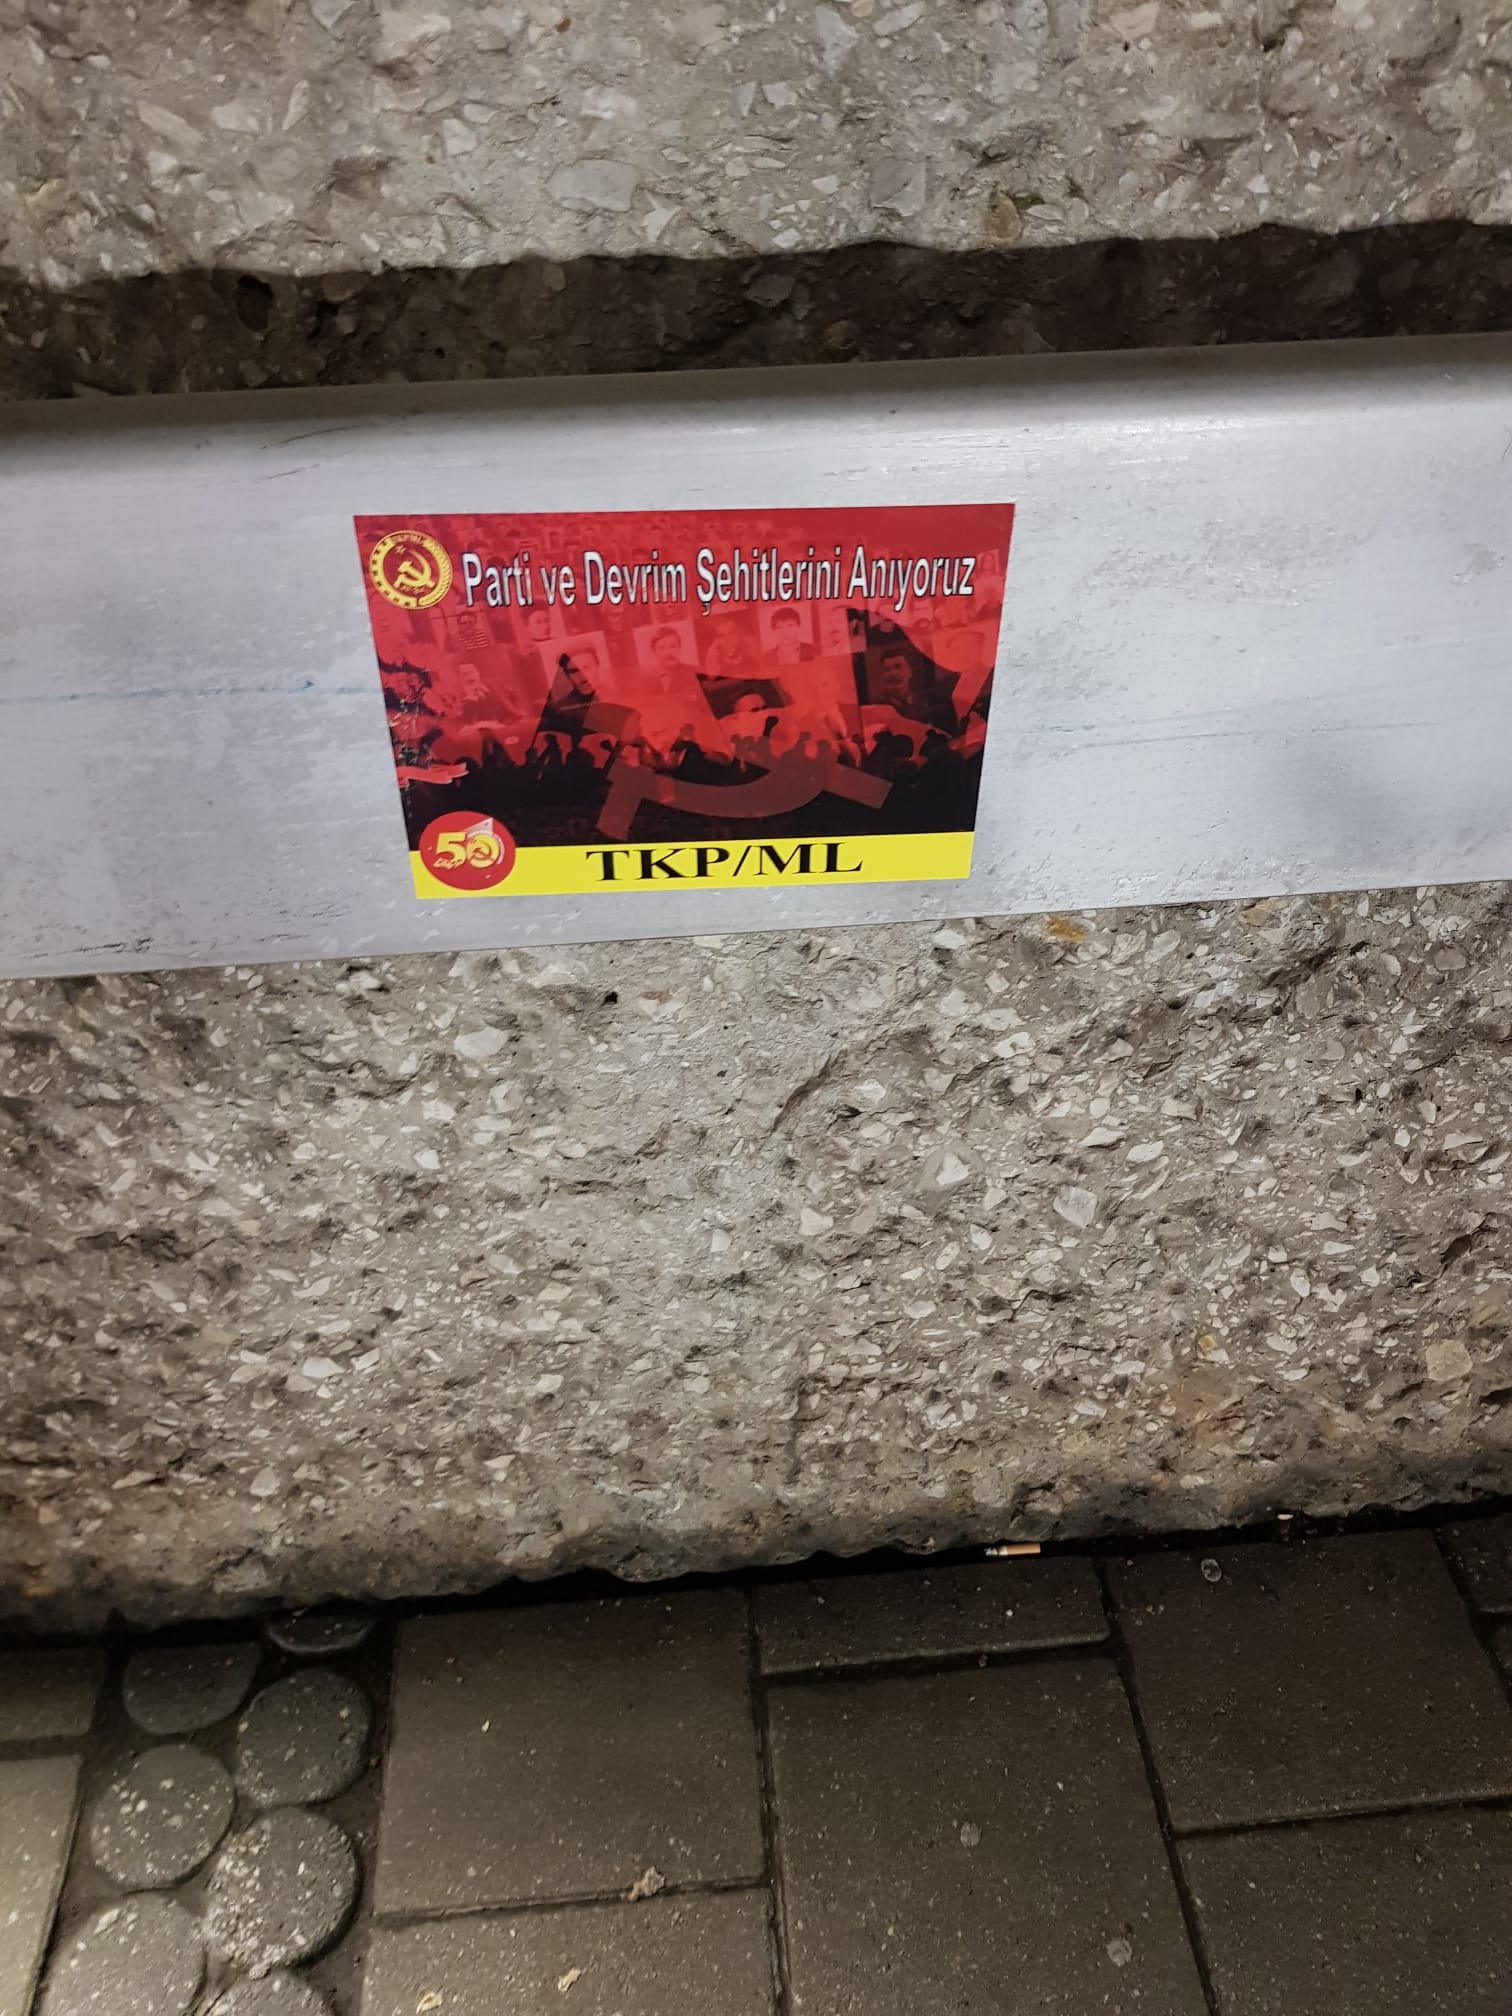 Parti ve Devrim Şehitlerini Anıyoruz
50
TKP/ML